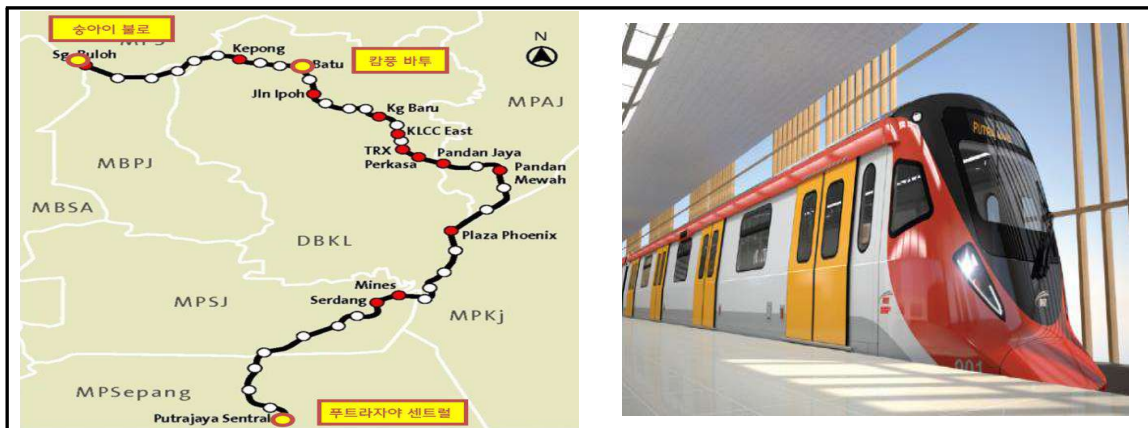 숭아이 불로
MPS
Sg. Buloh
Kepong
Batu
캄풍 바투
N
Jln Ipoh
Kg Baru
MPAJ
KLCC East
TRX
Perkasa
Pandan Jaya
Pandan
Mewah
MBPJ
MBSA
DBKL
Plaza Phoenix
Mines
Serdang
MPSJ
MPKj
MPSepang
Putrajaya Sentral
푸트라자야 센트럴